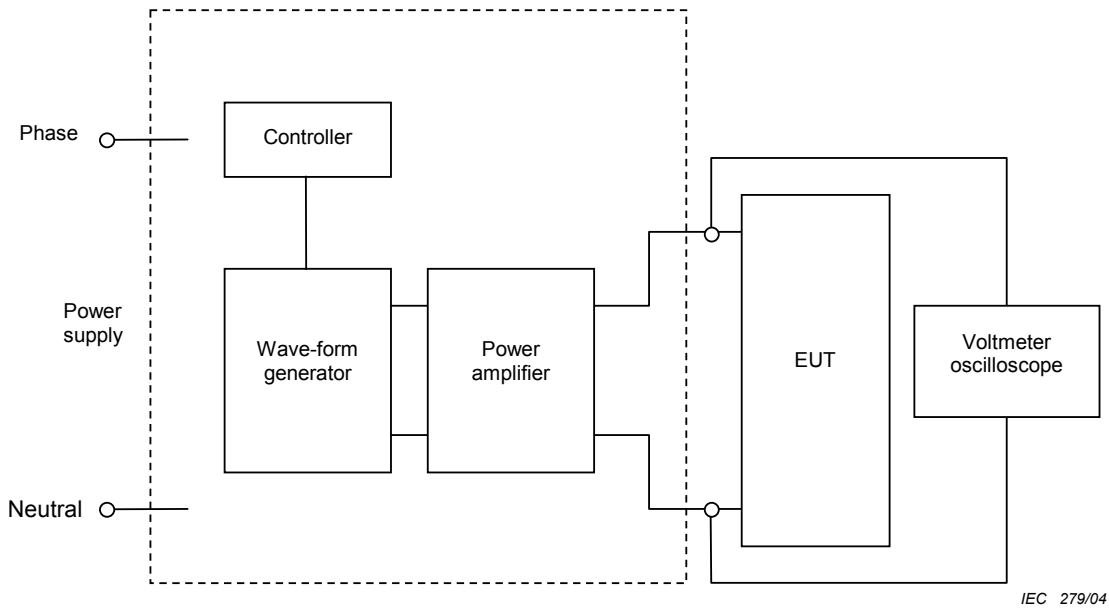 Phase
Controller
Power
supply
Wave-form
generator
Power
amplifier
EUT
Voltmeter
oscilloscope
Neutral
IEC 279/04